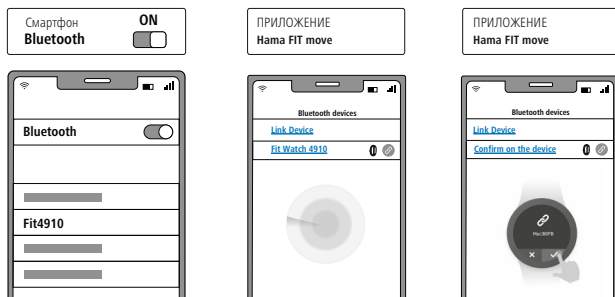 Смартфон
Bluetooth
ON
ПРИЛОЖЕНИЕ
Hama FIT move
ПРИЛОЖЕНИЕ
Hama FIT move
Bluetooth
Fit4910
Bluetooth devices
Link Device
Fit Watch 4910
Bluetooth devices
Link Device
Confirm on the device